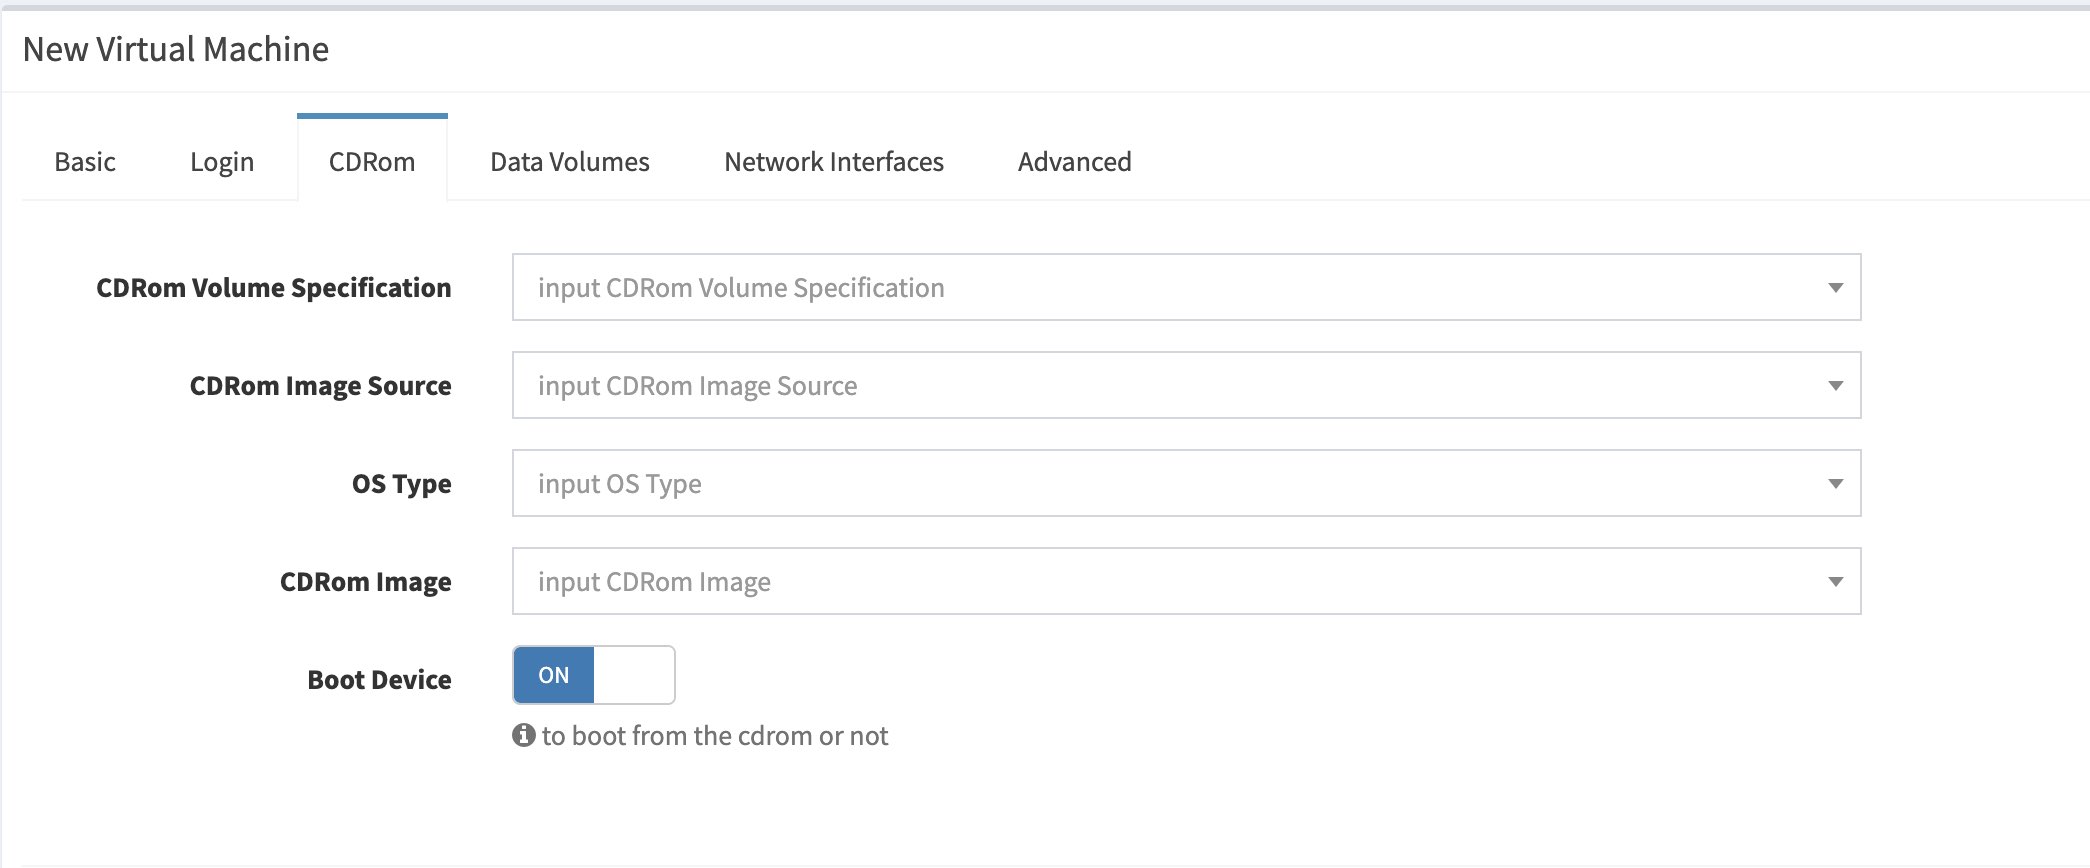 New Virtual Machine
Basic Login CDRom Data Volumes Network Interfaces Advanced
CDRom Volume Specification input CDRom Volume Specification
CDRom Image Source input CDRom Image Source
OS Type input OS Type
CDRom Image input CDRom Image
Boot Device ON
to boot from the cdrom or not